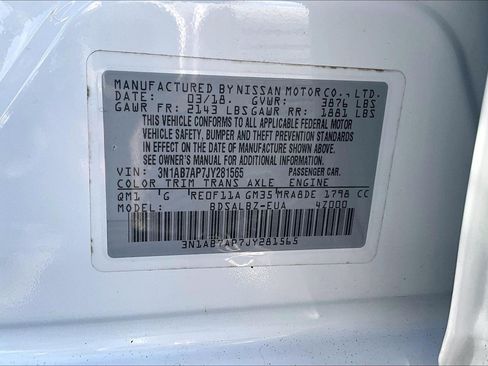 MANUFACTURED BY NISSAN MOTOR CO., LTD.
DATE: 03/18. GVWR: 3876 LBS
GAWR FR: 2143 LBS GAWR RR: 1881 LBS
THIS VEHICLE CONFORMS TO ALL APPLICABLE FEDERAL MOTOR
VEHICLE SAFETY, BUMPER AND THEFT PREVENTION STANDARDS
IN EFFECT ON THE DATE OF MANUFACTURE SHOWN ABOVE.
SEE OWNER'S MANUAL FOR ADDITIONAL INFORMATION.
VIN: 3N1AB7AP7JY281565 PASSENGER CAR.
COLOR TRIM TRANS AXLE ENGINE
QM1 G RE0F11A GM35 MRA8DE 1798 CC
MODEL: BDSALBZ-EUA 4Z000
3N1AB7AP7JY281565